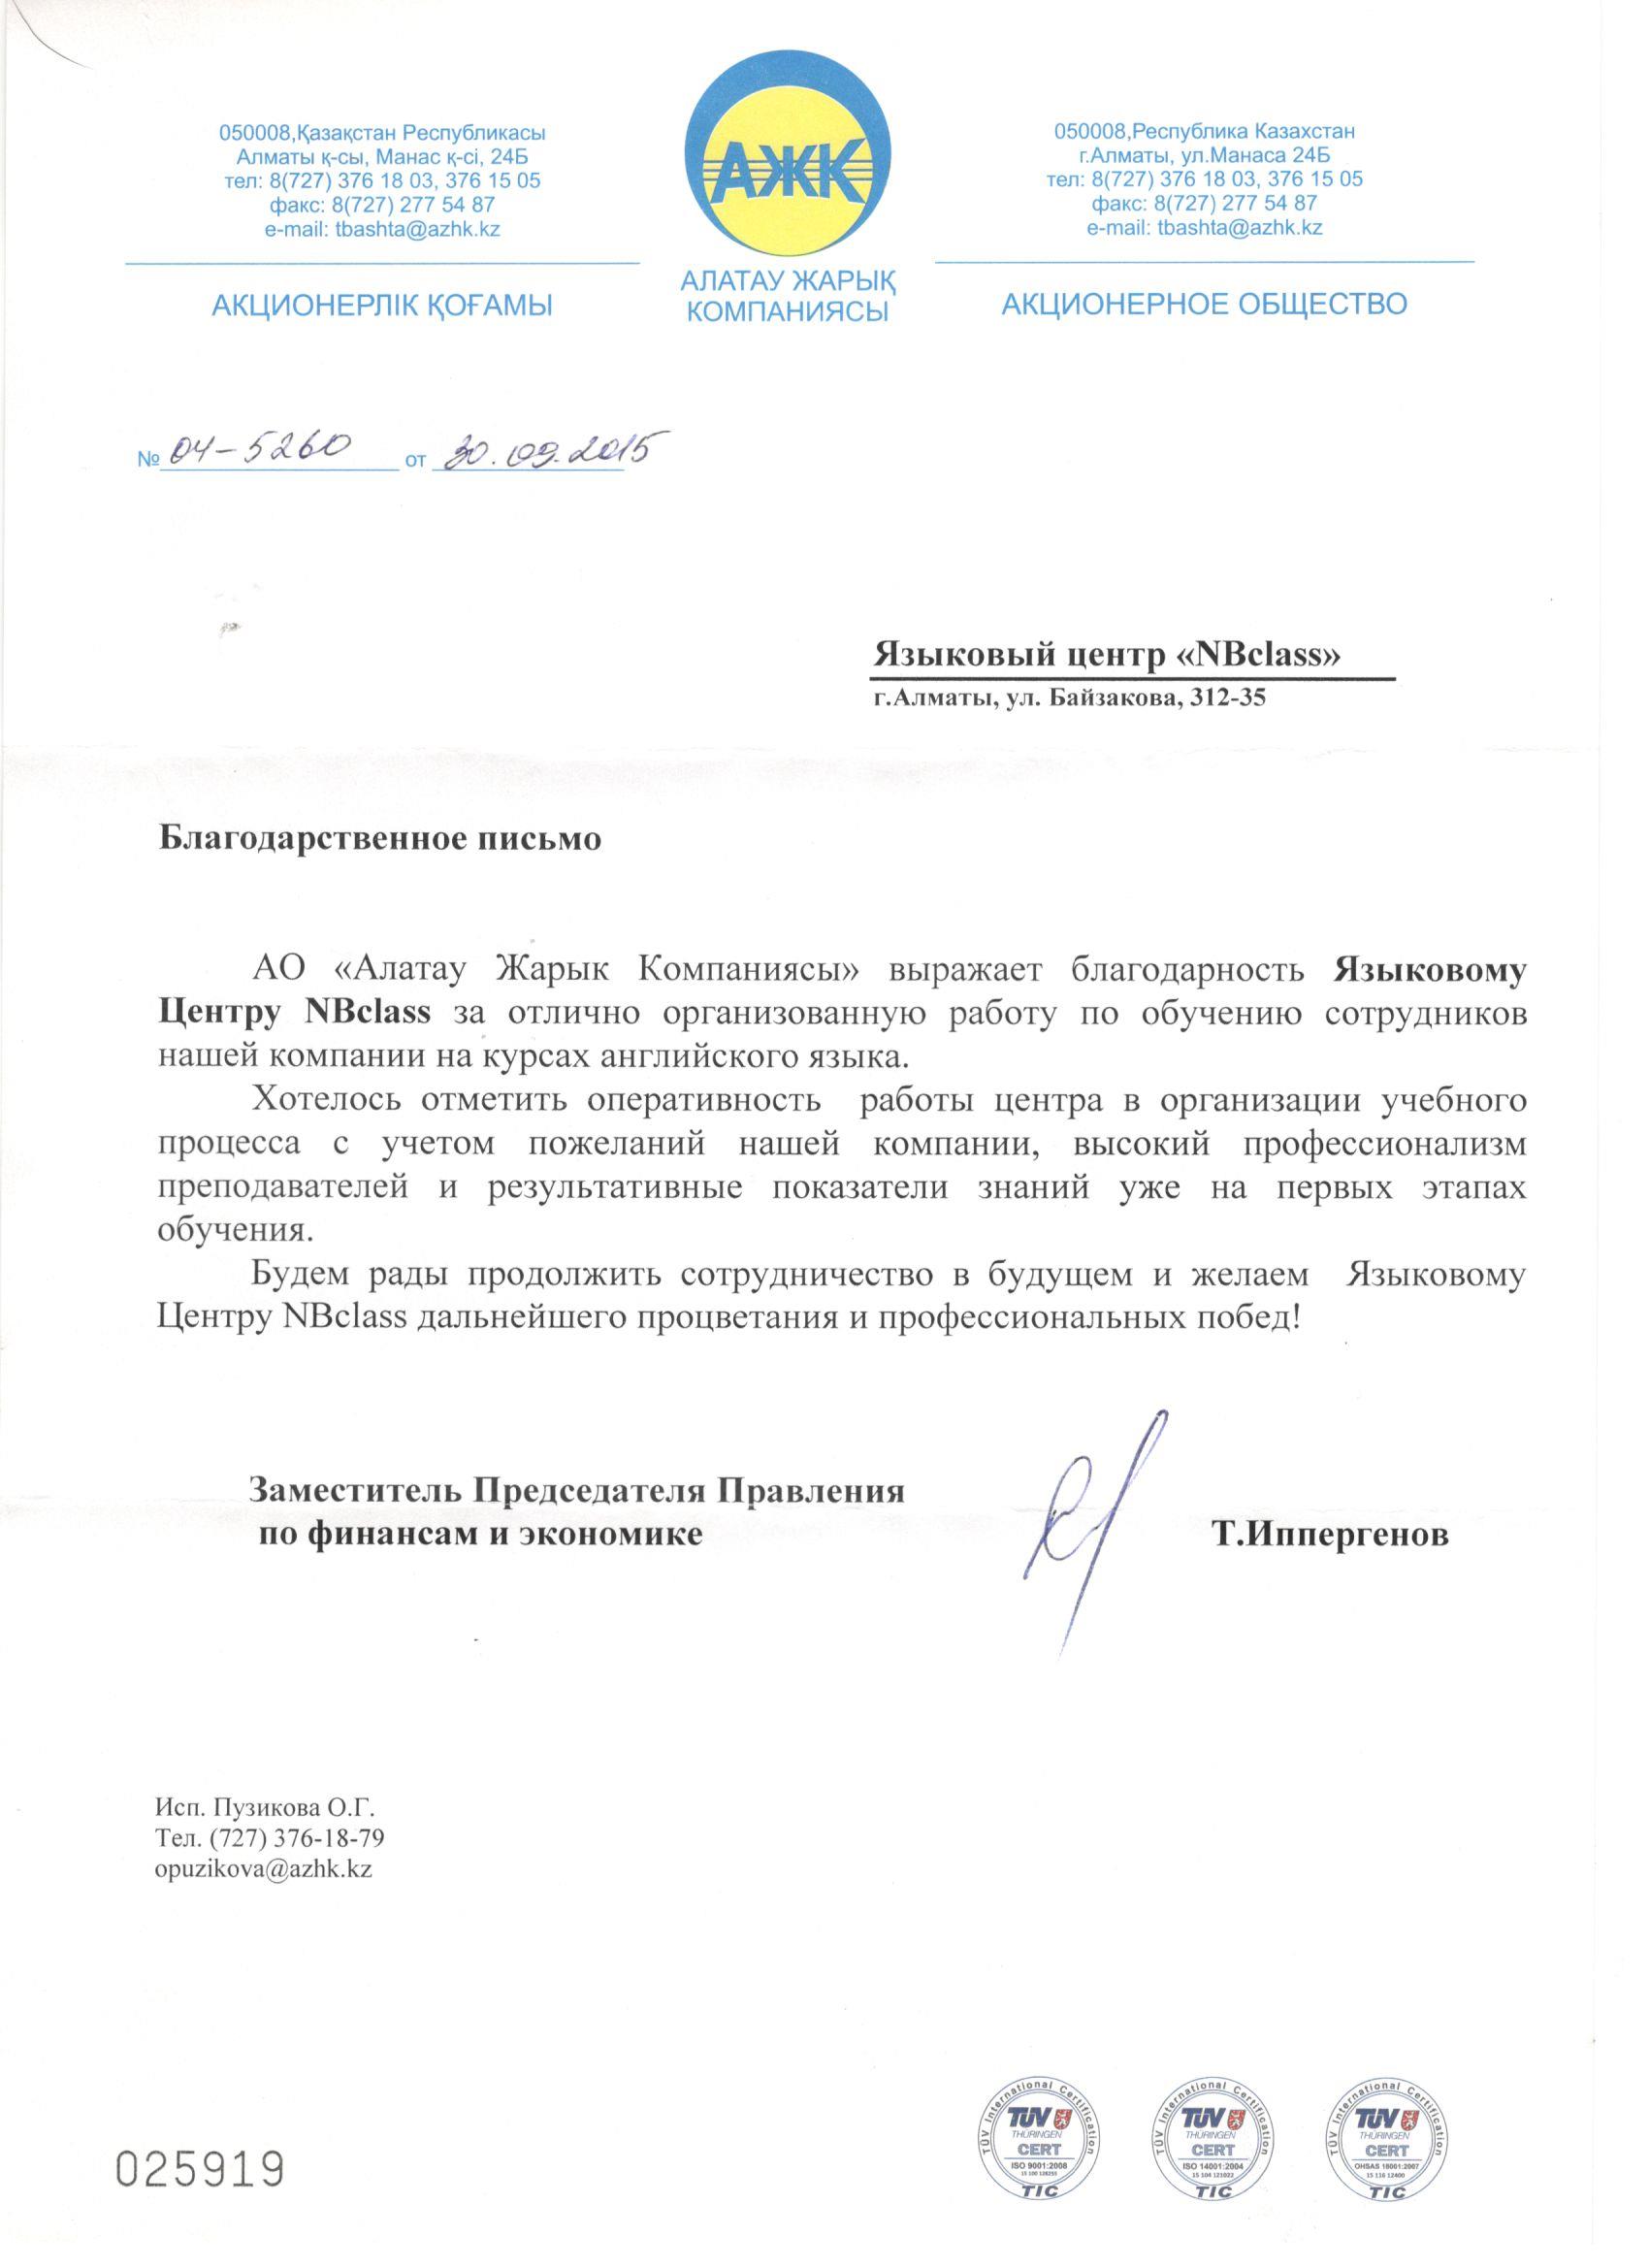 050008,Қазақстан Республикасы
Алматы қ-сы, Манас қ-сі, 24Б
тел: 8(727) 376 18 03, 376 15 05
факс: 8(727) 277 54 87
e-mail: tbashta@azhk.kz
АКЦИОНЕРЛІК ҚОҒАМЫ
АЖК
АЛАТАУ ЖАРЫҚ
КОМПАНИЯСЫ
050008,Республика Казахстан
г.Алматы, ул.Манаса 24Б
тел: 8(727) 376 18 03, 376 15 05
факс: 8(727) 277 54 87
e-mail: tbashta@azhk.kz
АКЦИОНЕРНОЕ ОБЩЕСТВО
№ 04-5260 от 30.09.2015
Языковый центр «NBclass»
г.Алматы, ул. Байзакова, 312-35
Благодарственное письмо
АО «Алатау Жарык Компаниясы» выражает благодарность Языковому
Центру NBclass за отлично организованную работу по обучению сотрудников
нашей компании на курсах английского языка.
Хотелось отметить оперативность работы центра в организации учебного
процесса с учетом пожеланий нашей компании, высокий профессионализм
преподавателей и результативные показатели знаний уже на первых этапах
обучения.
Будем рады продолжить сотрудничество в будущем и желаем Языковому
Центру NBclass дальнейшего процветания и профессиональных побед!
Заместитель Председателя Правления
по финансам и экономике Т.Иппергенов
Исп. Пузикова О.Г.
Тел. (727) 376-18-79
opuzikova@azhk.kz
025919
TÜV International Certification
TÜV
THÜRINGEN
CERT
ISO 9001:2008
TIC
TÜV International Certification
TÜV
THÜRINGEN
CERT
ISO 14001:2004
15 104 121022
TIC
TÜV International Certification
TÜV
THÜRINGEN
CERT
OHSAS 18001:2007
15 116 12400
TIC